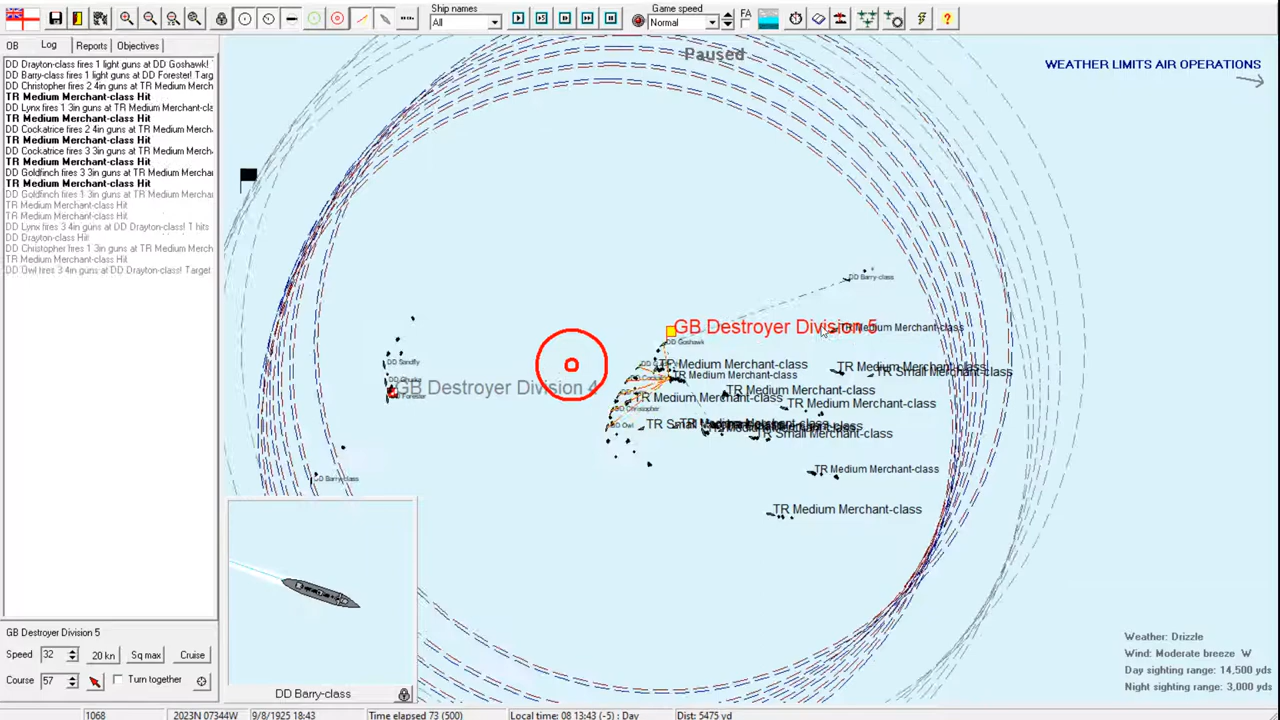 Ship names
All
Game speed
Normal
FA
OB
Log
Reports
Objectives
DD Drayton-class fires 1 light guns at DD Goshawk!
DD Barry-class fires 1 light guns at DD Forester! Targ
DD Christopher fires 2 4in guns at TR Medium Merch
TR Medium Merchant-class Hit
DD Lynx fires 1 3in guns at TR Medium Merchant-cla
TR Medium Merchant-class Hit
DD Cockatrice fires 2 4in guns at TR Medium Merch
TR Medium Merchant-class Hit
DD Cockatrice fires 3 3in guns at TR Medium Merch
TR Medium Merchant-class Hit
DD Goldfinch fires 3 3in guns at TR Medium Mercha
TR Medium Merchant-class Hit
DD Goldfinch fires 1 3in guns at TR Medium Mercha
TR Medium Merchant-class Hit
TR Medium Merchant-class Hit
DD Lynx fires 3 4in guns at DD Drayton-class! 1 hits
DD Drayton-class Hit
DD Christopher fires 1 3in guns at TR Medium Merch
TR Medium Merchant-class Hit
DD Owl fires 3 4in guns at DD Drayton-class! Target
Paused
WEATHER LIMITS AIR OPERATIONS
DD Barry-class
GB Destroyer Division 5
TR Medium Merchant-class
DD Goshawk
DD Sandfly
TR Medium Merchant-class
TR Medium Merchant-class
TR Small Merchant-class
TR Medium Merchant-class
GB Destroyer Division 4
DD Forester
TR Medium Merchant-class
TR Medium Merchant-class
TR Medium Merchant-class
DD Christopher
DD Owl
TR Small Merchant-class
TR Medium Merchant-class
DD Barry-class
TR Medium Merchant-class
DD Barry-class
GB Destroyer Division 5
Speed 32 20 kn Sq max Cruise
Course 57 Turn together
Weather: Drizzle
Wind: Moderate breeze W
Day sighting range: 14,500 yds
Night sighting range: 3,000 yds
1068 2023N 07344W 9/8/1925 18:43 Time elapsed 73 (500) Local time: 08 13:43 (-5) : Day Dist: 5475 yd